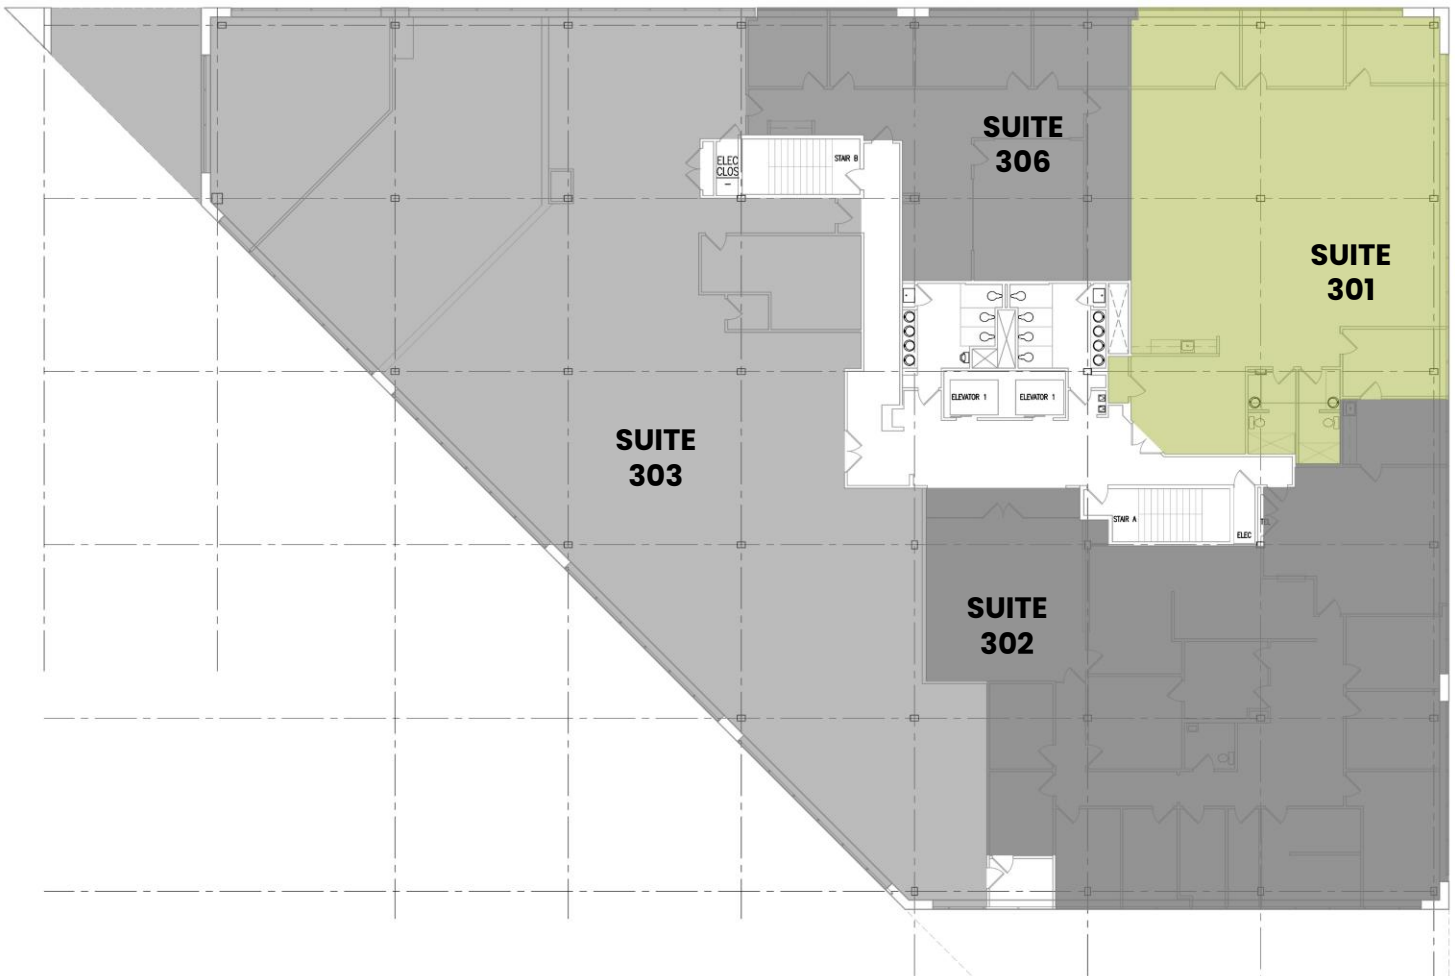 SUITE
306
ELEC
CLOS
STAIR B
SUITE
301
ELEVATOR 1
ELEVATOR 1
SUITE
303
STAIR A
ELEC
SUITE
302